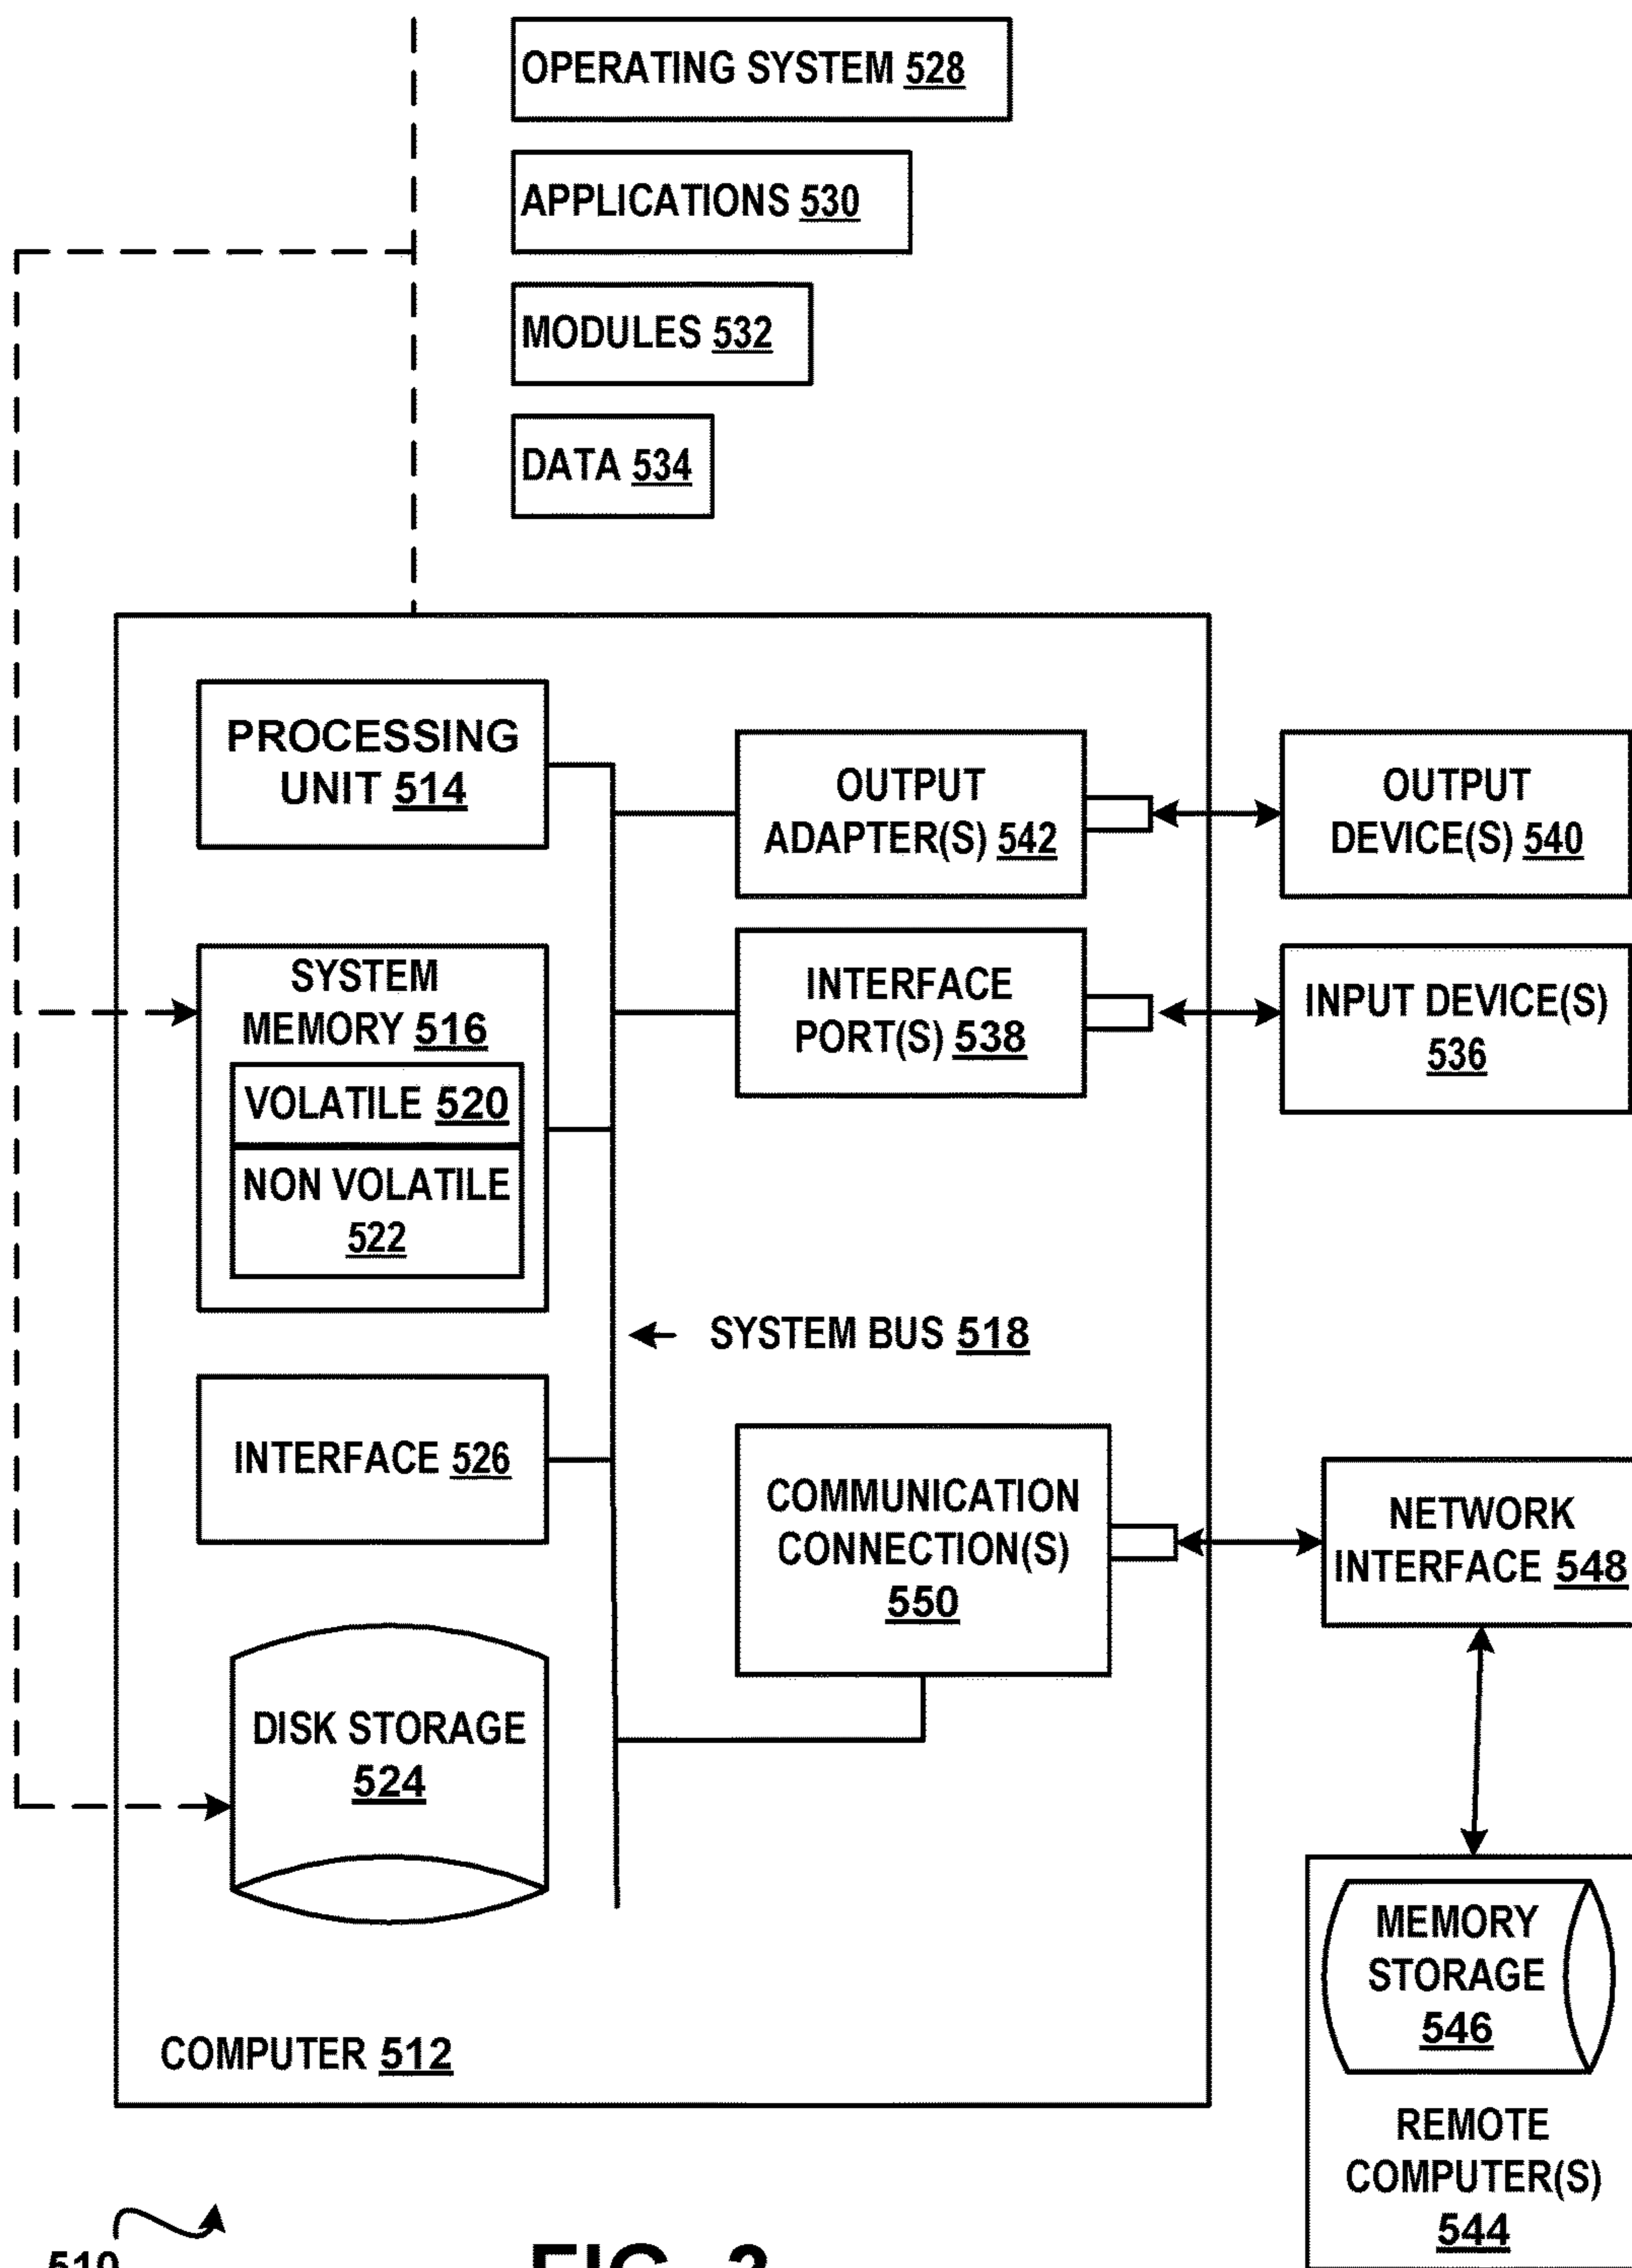 OPERATING SYSTEM 528
APPLICATIONS 530
MODULES 532
DATA 534
PROCESSING
UNIT 514
OUTPUT
ADAPTER(S) 542
OUTPUT
DEVICE(S) 540
SYSTEM
MEMORY 516
VOLATILE 520
NON VOLATILE
522
INTERFACE
PORT(S) 538
INPUT DEVICE(S)
536
SYSTEM BUS 518
INTERFACE 526
COMMUNICATION
CONNECTION(S)
550
NETWORK
INTERFACE 548
DISK STORAGE
524
MEMORY
STORAGE
546
REMOTE
COMPUTER(S)
544
COMPUTER 512
510
FIG.